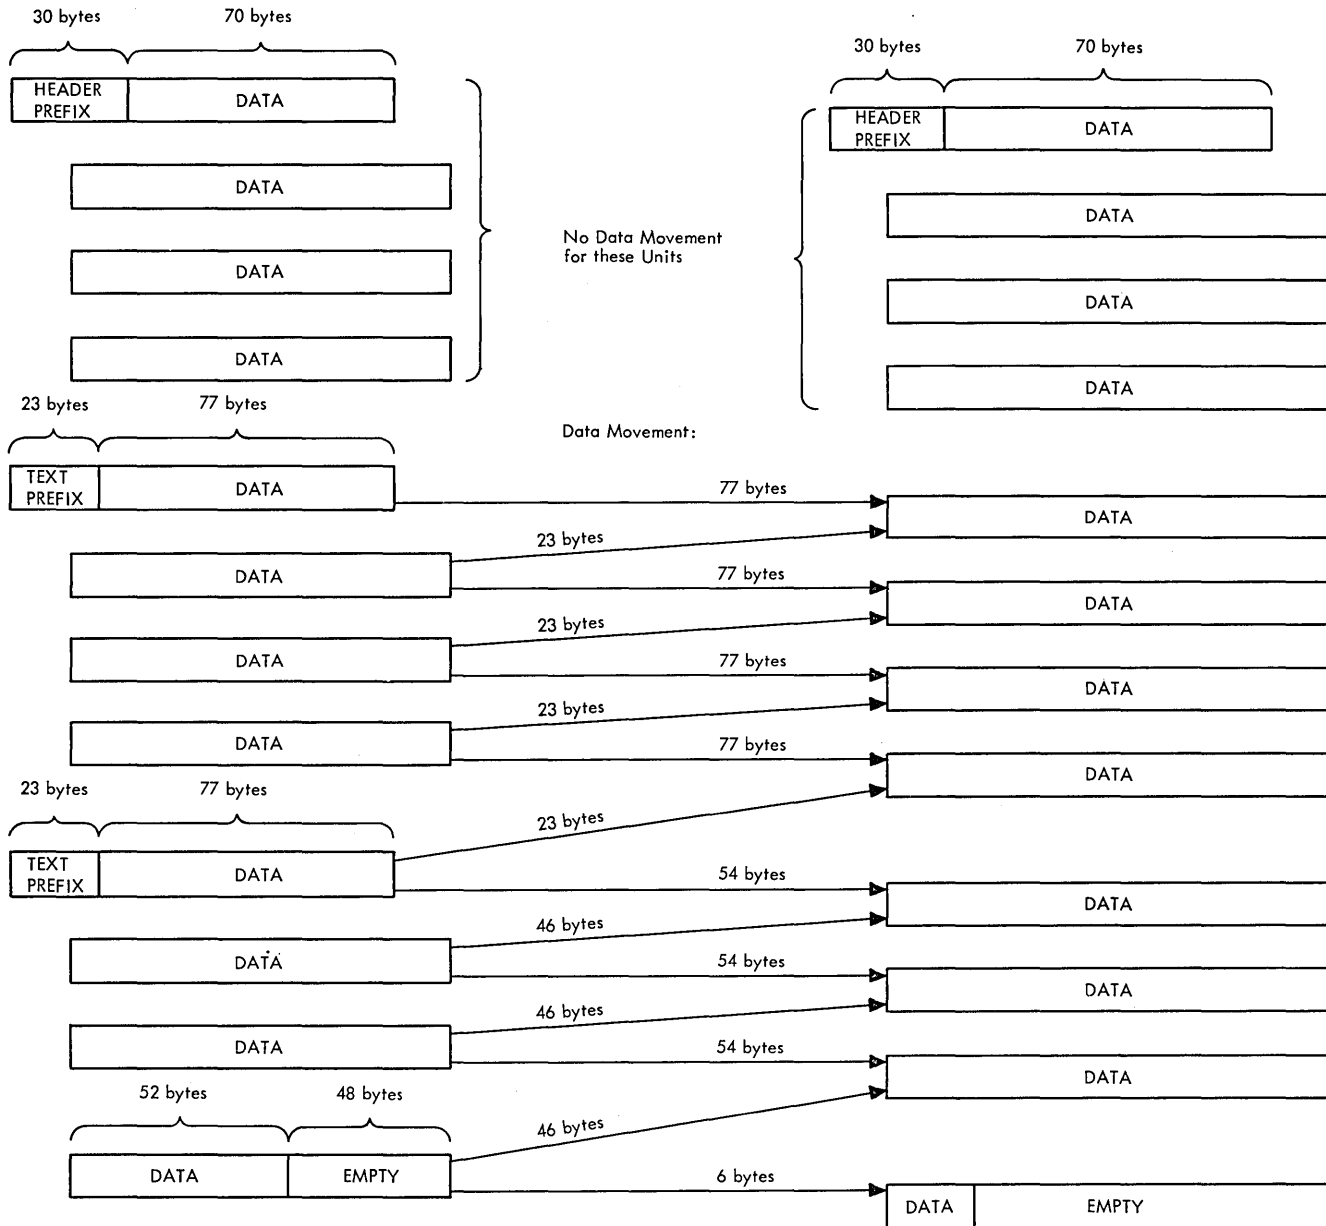 30 bytes 70 bytes
30 bytes 70 bytes
HEADER
PREFIX
DATA
HEADER
PREFIX
DATA
DATA
DATA
No Data Movement
for these Units
DATA
DATA
DATA
DATA
23 bytes 77 bytes
Data Movement:
TEXT
PREFIX
DATA
77 bytes
DATA
23 bytes
DATA
77 bytes
DATA
23 bytes
DATA
77 bytes
DATA
23 bytes
DATA
77 bytes
DATA
23 bytes 77 bytes
23 bytes
TEXT
PREFIX
DATA
54 bytes
DATA
46 bytes
DATA
54 bytes
DATA
46 bytes
DATA
54 bytes
DATA
52 bytes 48 bytes
46 bytes
DATA EMPTY
6 bytes
DATA EMPTY